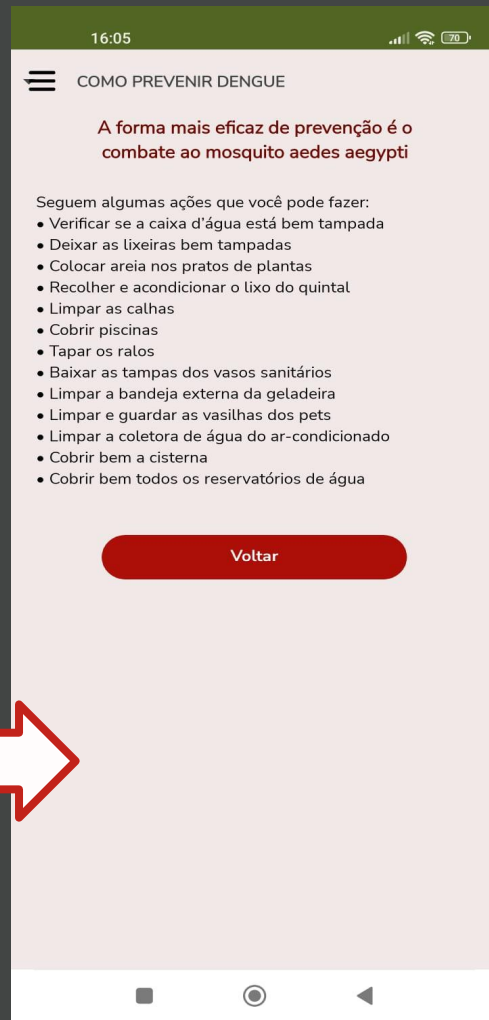 16:05
70
COMO PREVENIR DENGUE
A forma mais eficaz de prevenção é o
combate ao mosquito aedes aegypti
Seguem algumas ações que você pode fazer:
• Verificar se a caixa d’água está bem tampada
• Deixar as lixeiras bem tampadas
• Colocar areia nos pratos de plantas
• Recolher e acondicionar o lixo do quintal
• Limpar as calhas
• Cobrir piscinas
• Tapar os ralos
• Baixar as tampas dos vasos sanitários
• Limpar a bandeja externa da geladeira
• Limpar e guardar as vasilhas dos pets
• Limpar a coletora de água do ar-condicionado
• Cobrir bem a cisterna
• Cobrir bem todos os reservatórios de água
Voltar